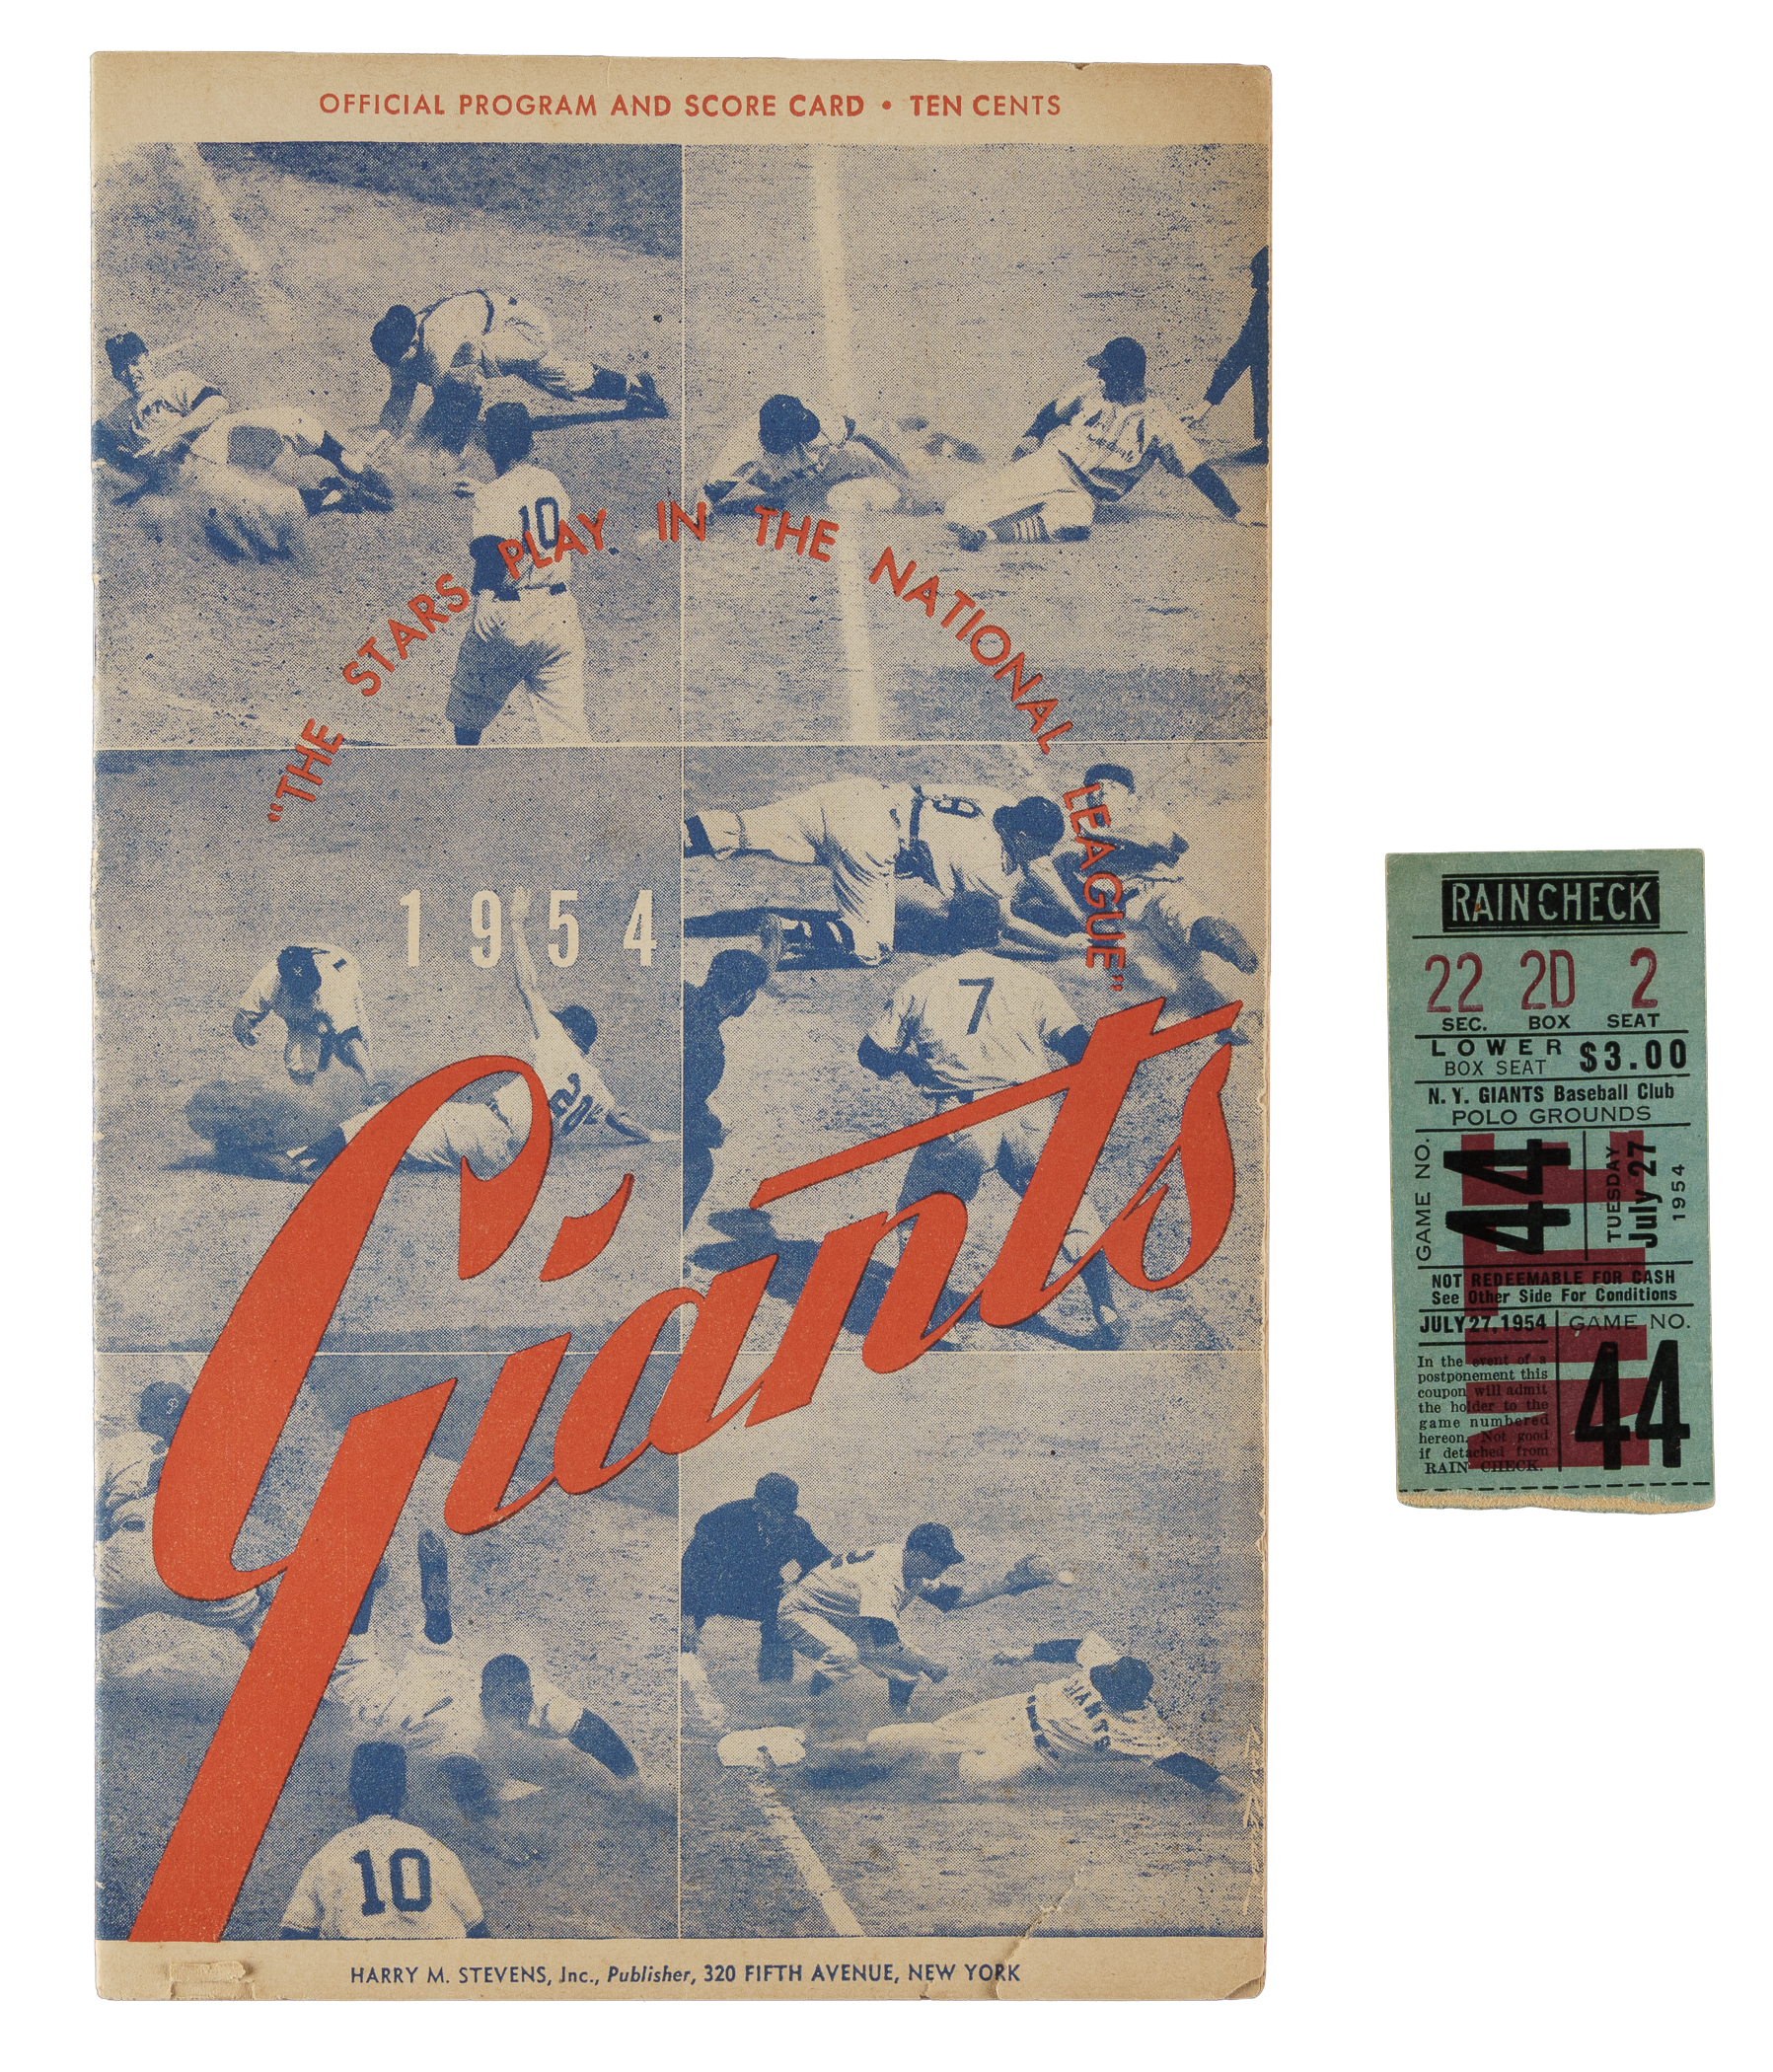 OFFICIAL PROGRAM AND SCORE CARD • TEN CENTS
10
"THE STARS PLAY IN THE NATIONAL LEAGUE"
1954
7
Giants
P
GIANTS
10
HARRY M. STEVENS, Inc., Publisher, 320 FIFTH AVENUE, NEW YORK
RAIN CHECK
22 2D 2
SEC. BOX SEAT
LOWER
BOX SEAT
$3.00
N. Y. GIANTS Baseball Club
POLO GROUNDS
GAME NO.
44
TUESDAY
July 27
1954
NOT REDEEMABLE FOR CASH
See Other Side For Conditions
JULY 27, 1954
GAME NO.
44
In the event of a
postponement this
coupon will admit
the holder to the
game numbered
hereon. Not good
if detached from
RAIN CHECK.